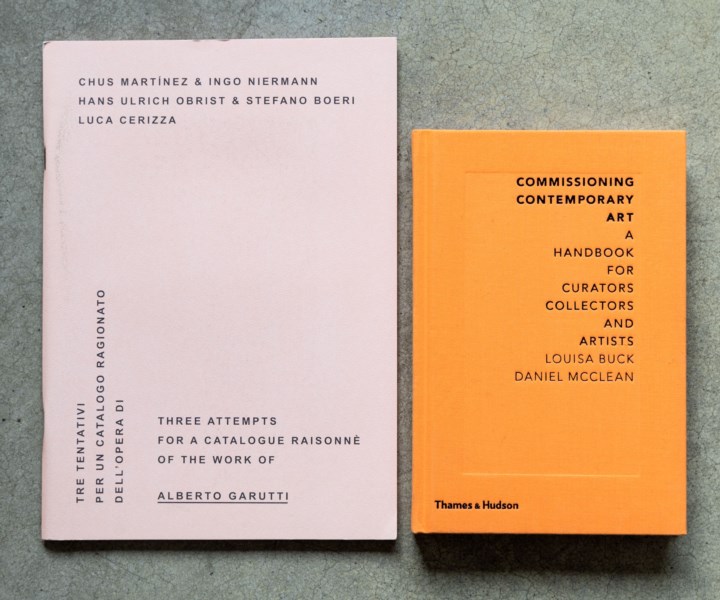 CHUS MARTÍNEZ & INGO NIERMANN
HANS ULRICH OBRIST & STEFANO BOERI
LUCA CERIZZA
TRE TENTATIVI
PER UN CATALOGO RAGIONATO
DELL'OPERA DI
THREE ATTEMPTS
FOR A CATALOGUE RAISONNÈ
OF THE WORK OF
ALBERTO GARUTTI
COMMISSIONING
CONTEMPORARY
ART
A
HANDBOOK
FOR
CURATORS
COLLECTORS
AND
ARTISTS
LOUISA BUCK
DANIEL MCCLEAN
Thames & Hudson